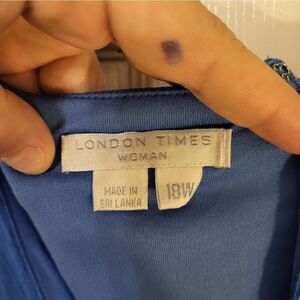 LONDON TIMES
WOMAN
MADE IN
SRI LANKA
18W